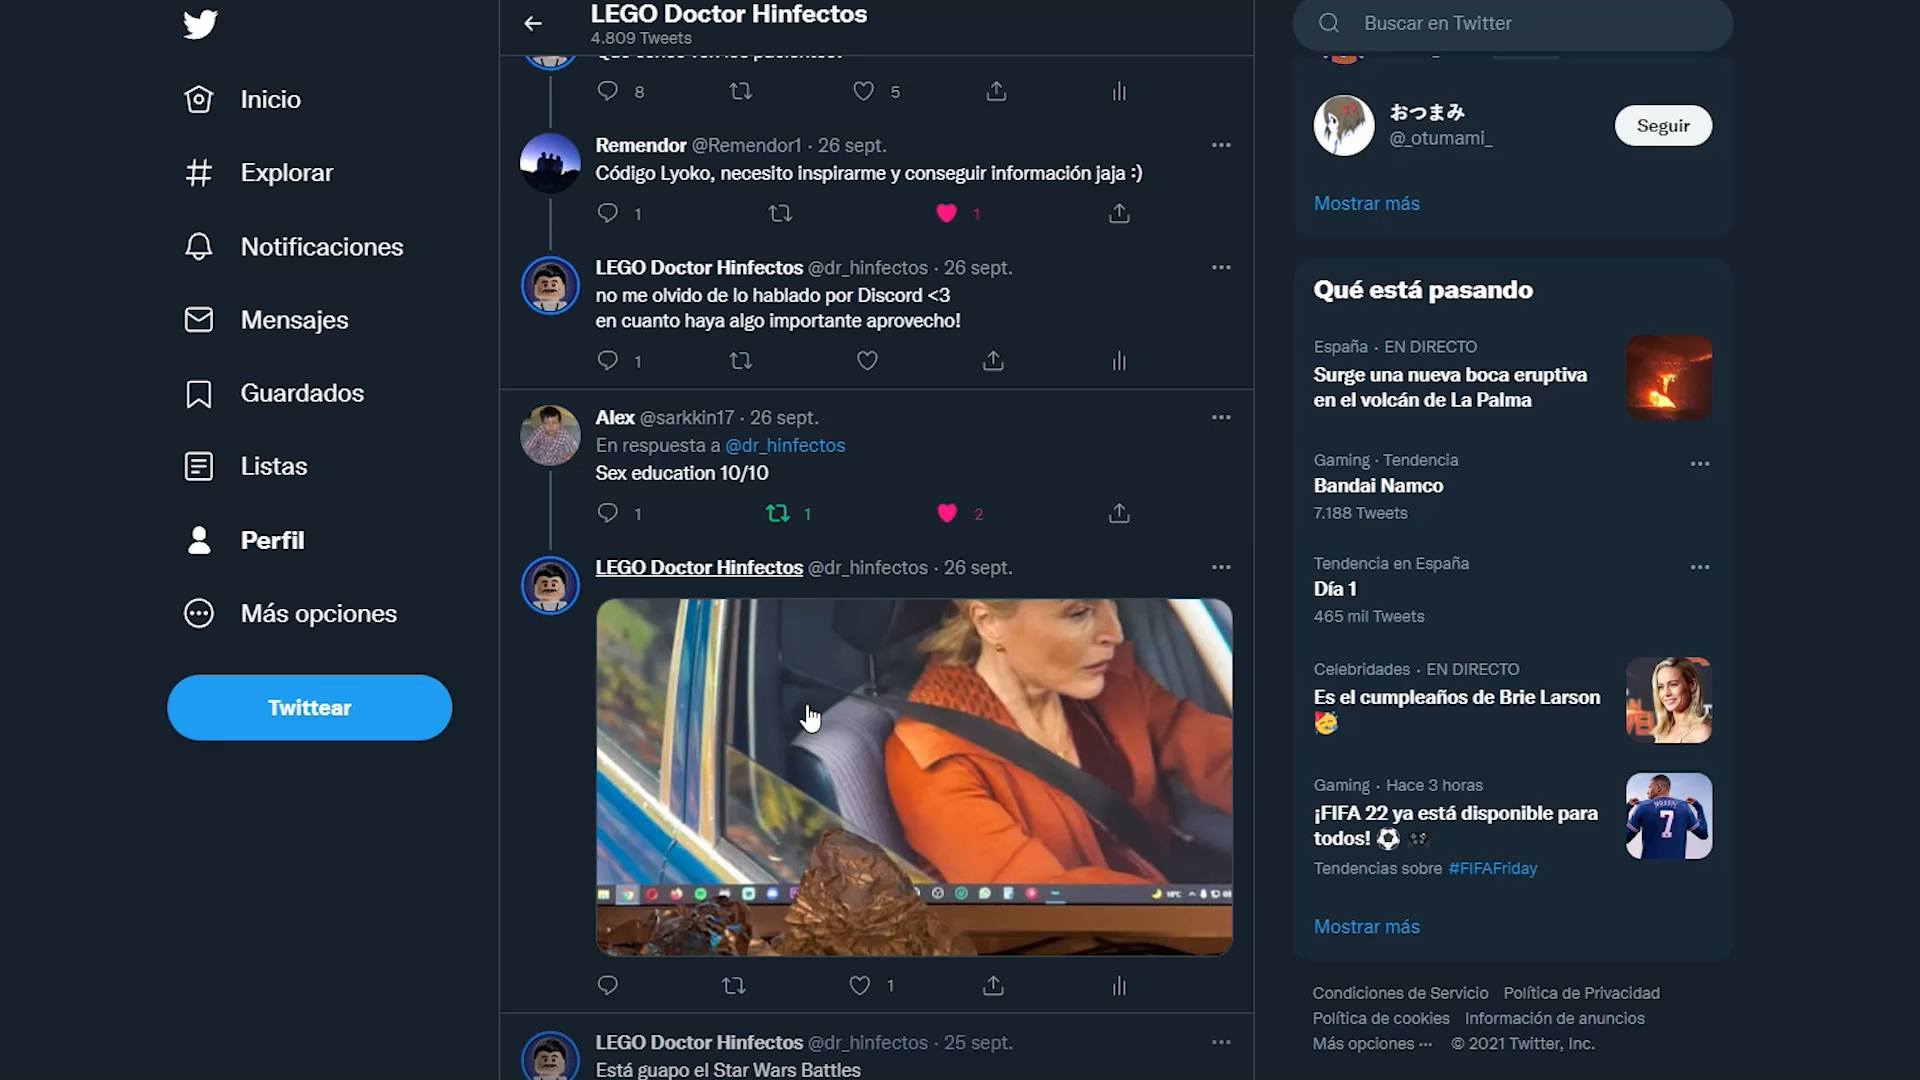 LEGO Doctor Hinfectos
4.809 Tweets
Buscar en Twitter
Inicio
Explorar
Notificaciones
Mensajes
Guardados
Listas
Perfil
Más opciones
Twittear
8
5
Remendor @Remendor1 · 26 sept.
Código Lyoko, necesito inspirarme y conseguir información jaja :)
1
1
LEGO Doctor Hinfectos @dr_hinfectos · 26 sept.
no me olvido de lo hablado por Discord <3
en cuanto haya algo importante aprovecho!
1
Alex @sarkkin17 · 26 sept.
En respuesta a @dr_hinfectos
Sex education 10/10
1
1
2
LEGO Doctor Hinfectos @dr_hinfectos · 26 sept.
1
LEGO Doctor Hinfectos @dr_hinfectos · 25 sept.
Está guapo el Star Wars Battles
おつまみ
@_otumami_
Seguir
Mostrar más
Qué está pasando
España · EN DIRECTO
Surge una nueva boca eruptiva
en el volcán de La Palma
Gaming · Tendencia
Bandai Namco
7.188 Tweets
Tendencia en España
Día 1
465 mil Tweets
Celebridades · EN DIRECTO
Es el cumpleaños de Brie Larson
🥳
Gaming · Hace 3 horas
¡FIFA 22 ya está disponible para
todos! ⚽
Tendencias sobre #FIFAFriday
7
Mostrar más
Condiciones de Servicio Política de Privacidad
Política de cookies Información de anuncios
Más opciones ··· © 2021 Twitter, Inc.